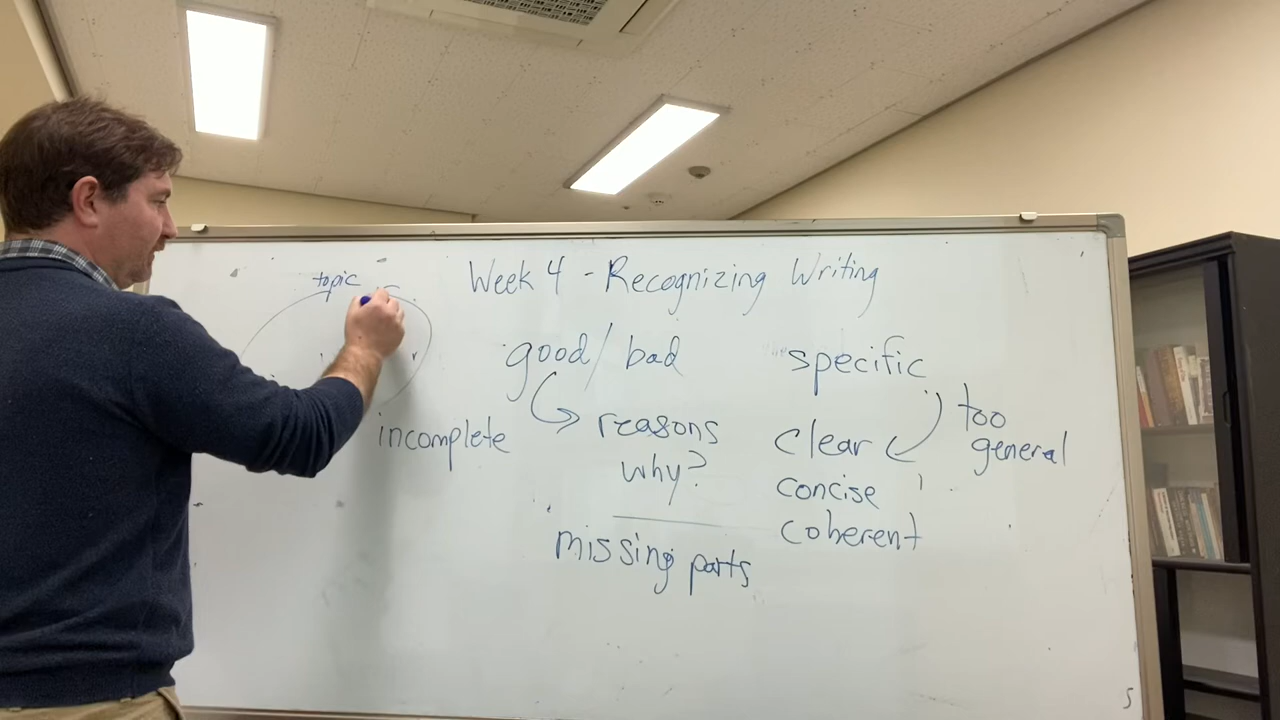 Week 4 - Recognizing Writing
topic
good/bad
reasons
why?
incomplete
missing parts
specific
too
general
clear
concise
coherent